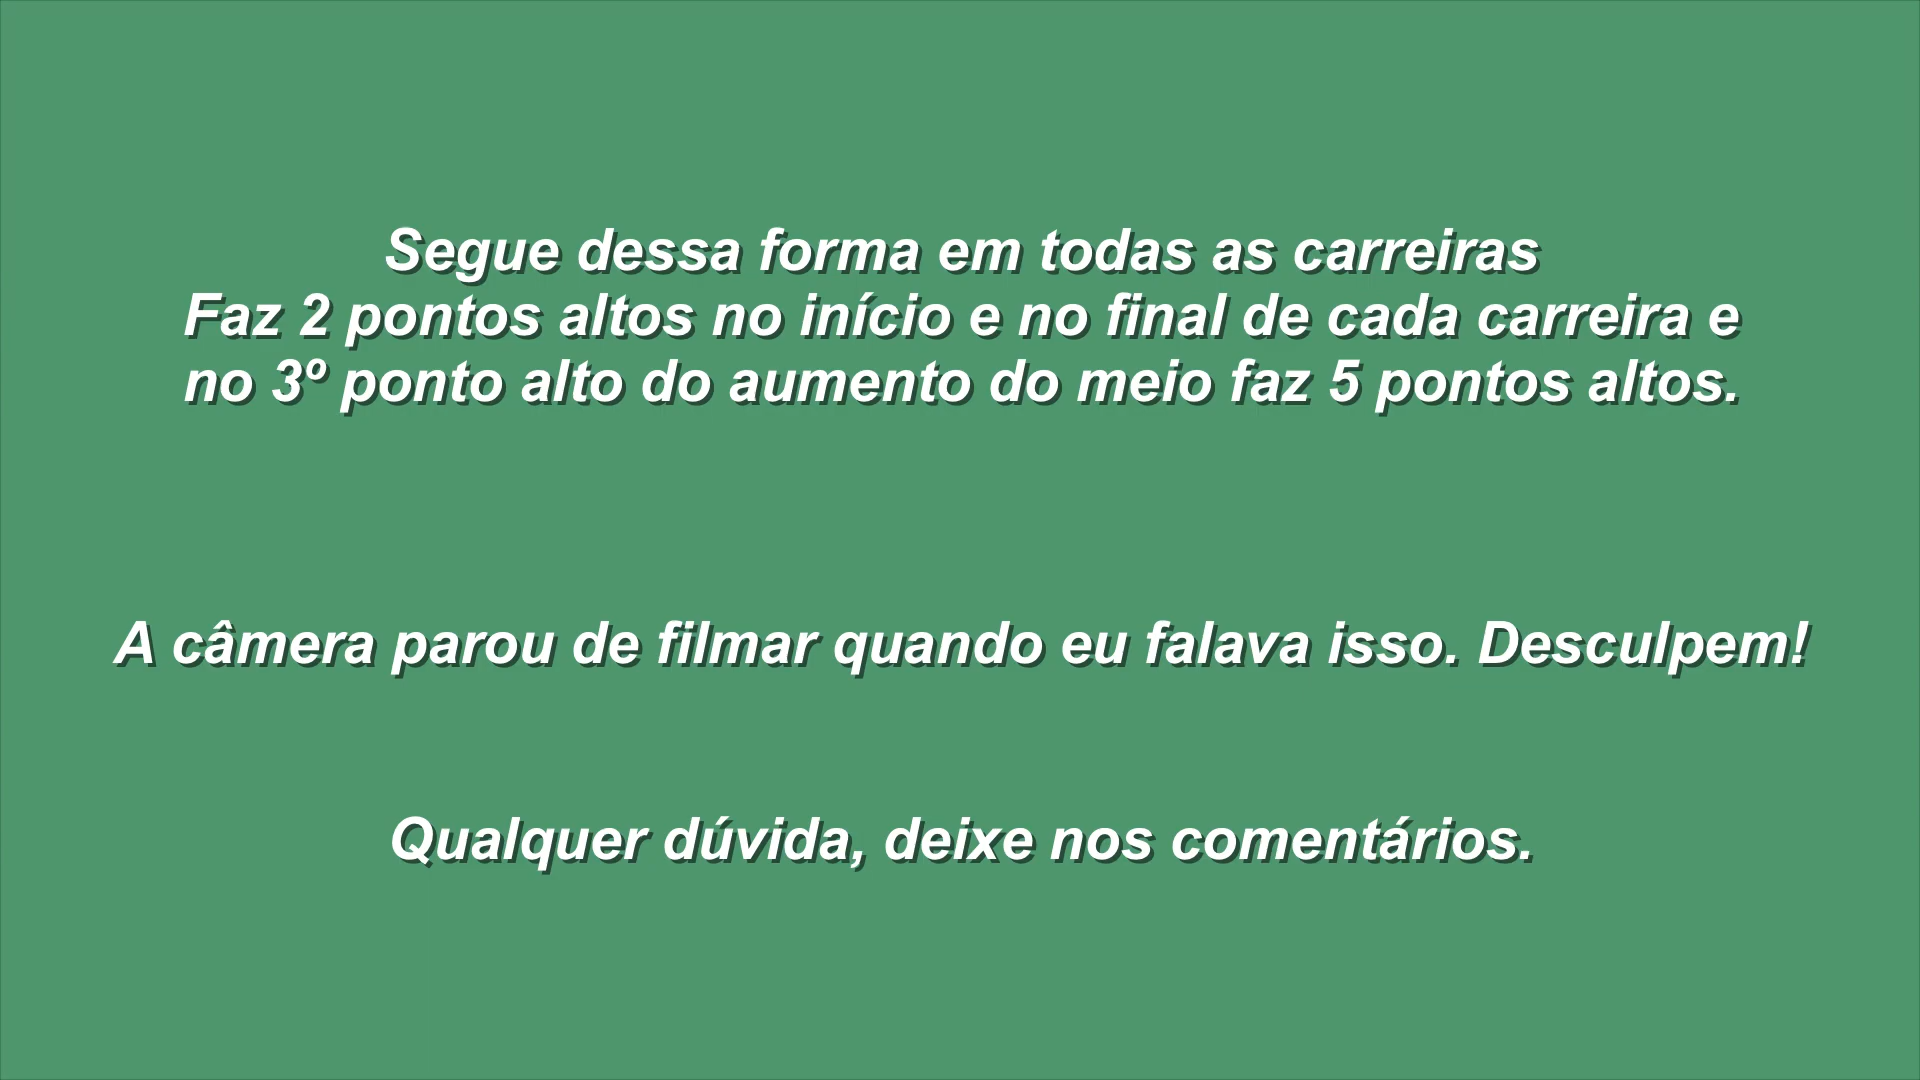 Segue dessa forma em todas as carreiras
Faz 2 pontos altos no início e no final de cada carreira e
no 3º ponto alto do aumento do meio faz 5 pontos altos.
A câmera parou de filmar quando eu falava isso. Desculpem!
Qualquer dúvida, deixe nos comentários.